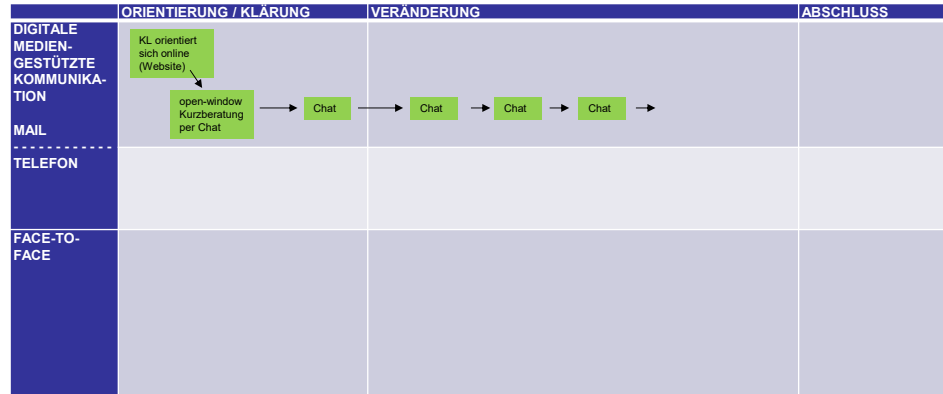 ORIENTIERUNG / KLÄRUNG
VERÄNDERUNG
ABSCHLUSS
DIGITALE
MEDIEN-
GESTÜTZTE
KOMMUNIKA-
TION
MAIL
- - - - - - - - - - - -
TELEFON
FACE-TO-
FACE
KL orientiert
sich online
(Website)
open-window
Kurzberatung
per Chat
Chat
Chat
Chat
Chat